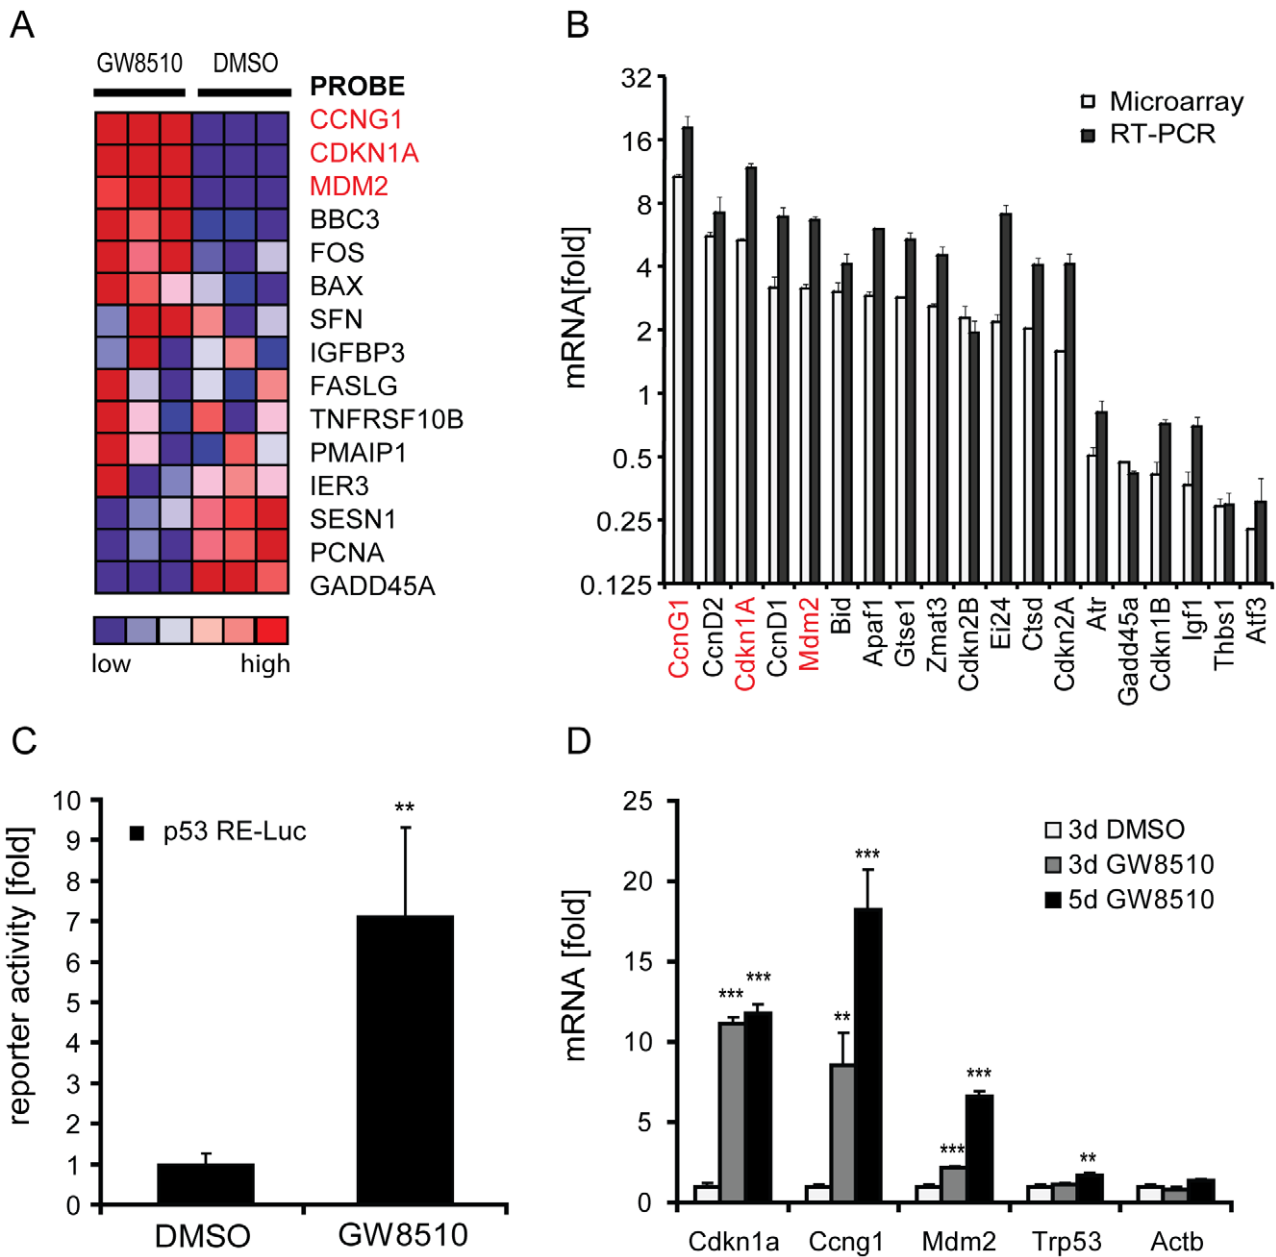 A
GW8510 DMSO
PROBE
CCNG1
CDKN1A
MDM2
BBC3
FOS
BAX
SFN
IGFBP3
FASLG
TNFRSF10B
PMAIP1
IER3
SESN1
PCNA
GADD45A
low high
B
mRNA[fold]
32
16
8
4
2
1
0.5
0.25
0.125
Microarray
RT-PCR
CcnG1
CcnD2
Cdkn1A
CcnD1
Mdm2
Bid
Apaf1
Gtse1
Zmat3
Cdkn2B
Ei24
Ctsd
Cdkn2A
Atr
Gadd45a
Cdkn1B
Igf1
Thbs1
Atf3
C
reporter activity [fold]
10
9
8
7
6
5
4
3
2
1
0
p53 RE-Luc
**
DMSO GW8510
D
mRNA [fold]
25
20
15
10
5
0
3d DMSO
3d GW8510
5d GW8510
*** ***
** ***
*** ***
**
Cdkn1a Ccng1 Mdm2 Trp53 Actb